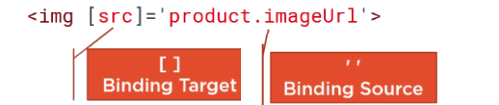 <img [src]='product.imageUrl'>
[ ]
Binding Target
' '
Binding Source